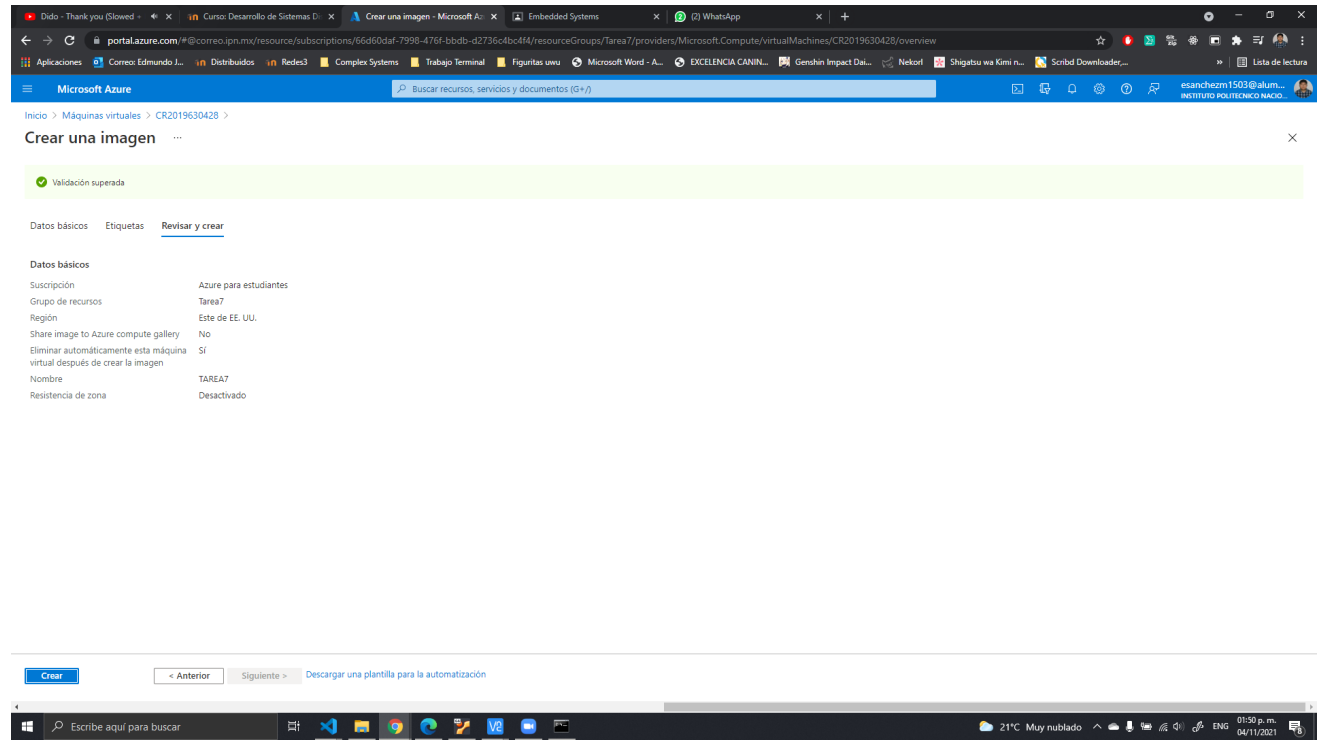 Dido - Thank you (Slowed +
Curso: Desarrollo de Sistemas Di
Crear una imagen - Microsoft Az
Embedded Systems
(2) WhatsApp
portal.azure.com/#@correo.ipn.mx/resource/subscriptions/66d60daf-7998-476f-bbdb-d2736c4bc4f4/resourceGroups/Tarea7/providers/Microsoft.Compute/virtualMachines/CR2019630428/overview
Aplicaciones Correo: Edmundo J... Distribuidos Redes3 Complex Systems Trabajo Terminal Figuritas uwu Microsoft Word - A... EXCELENCIA CANIN... Genshin Impact Dai... Nekorl Shigatsu wa Kimi n... Scribd Downloader,... » Lista de lectura
Microsoft Azure
Buscar recursos, servicios y documentos (G+/)
esanchezm1503@alum...
INSTITUTO POLITECNICO NACIO...
Inicio > Máquinas virtuales > CR2019630428 >
Crear una imagen ...
Validación superada
Datos básicos Etiquetas Revisar y crear
Datos básicos
Suscripción Azure para estudiantes
Grupo de recursos Tarea7
Región Este de EE. UU.
Share image to Azure compute gallery No
Eliminar automáticamente esta máquina Sí
virtual después de crear la imagen
Nombre TAREA7
Resistencia de zona Desactivado
Crear < Anterior Siguiente > Descargar una plantilla para la automatización
Escribe aquí para buscar
21°C Muy nublado
ENG
01:50 p. m.
04/11/2021